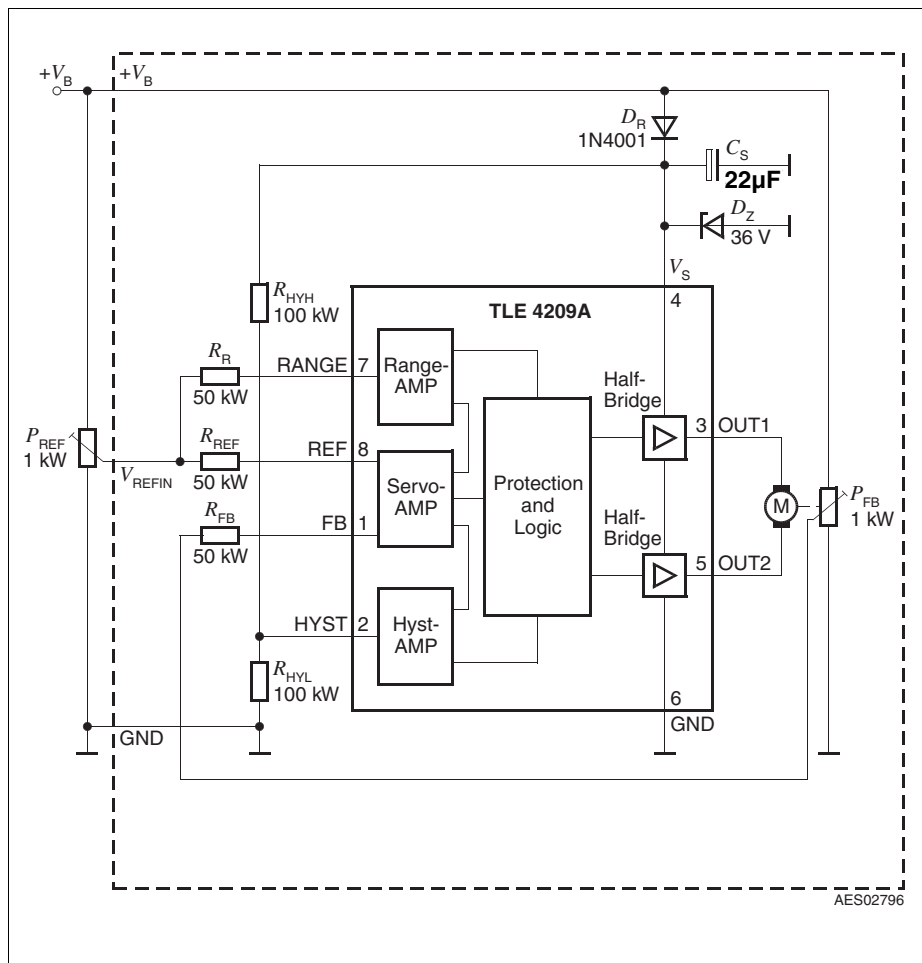 +VB
+VB
DR
1N4001
CS
22µF
DZ
36 V
VS
4
RHYH
100 kW
TLE 4209A
RR
50 kW
RANGE 7
Range-
AMP
Half-
Bridge
3 OUT1
PREF
1 kW
VREFIN
RREF
50 kW
REF 8
Servo-
AMP
Protection
and
Logic
M
PFB
1 kW
RFB
50 kW
FB 1
Half-
Bridge
5 OUT2
HYST 2
Hyst-
AMP
RHYL
100 kW
6
GND
GND
AES02796